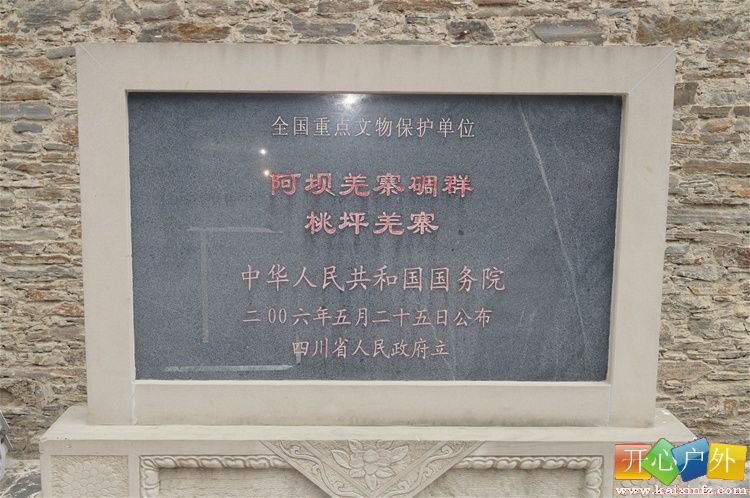 全国重点文物保护单位
阿坝羌寨碉群
桃坪羌寨
中华人民共和国国务院
二00六年五月二十五日公布
四川省人民政府立
开心户外
www.kaixinfz.com